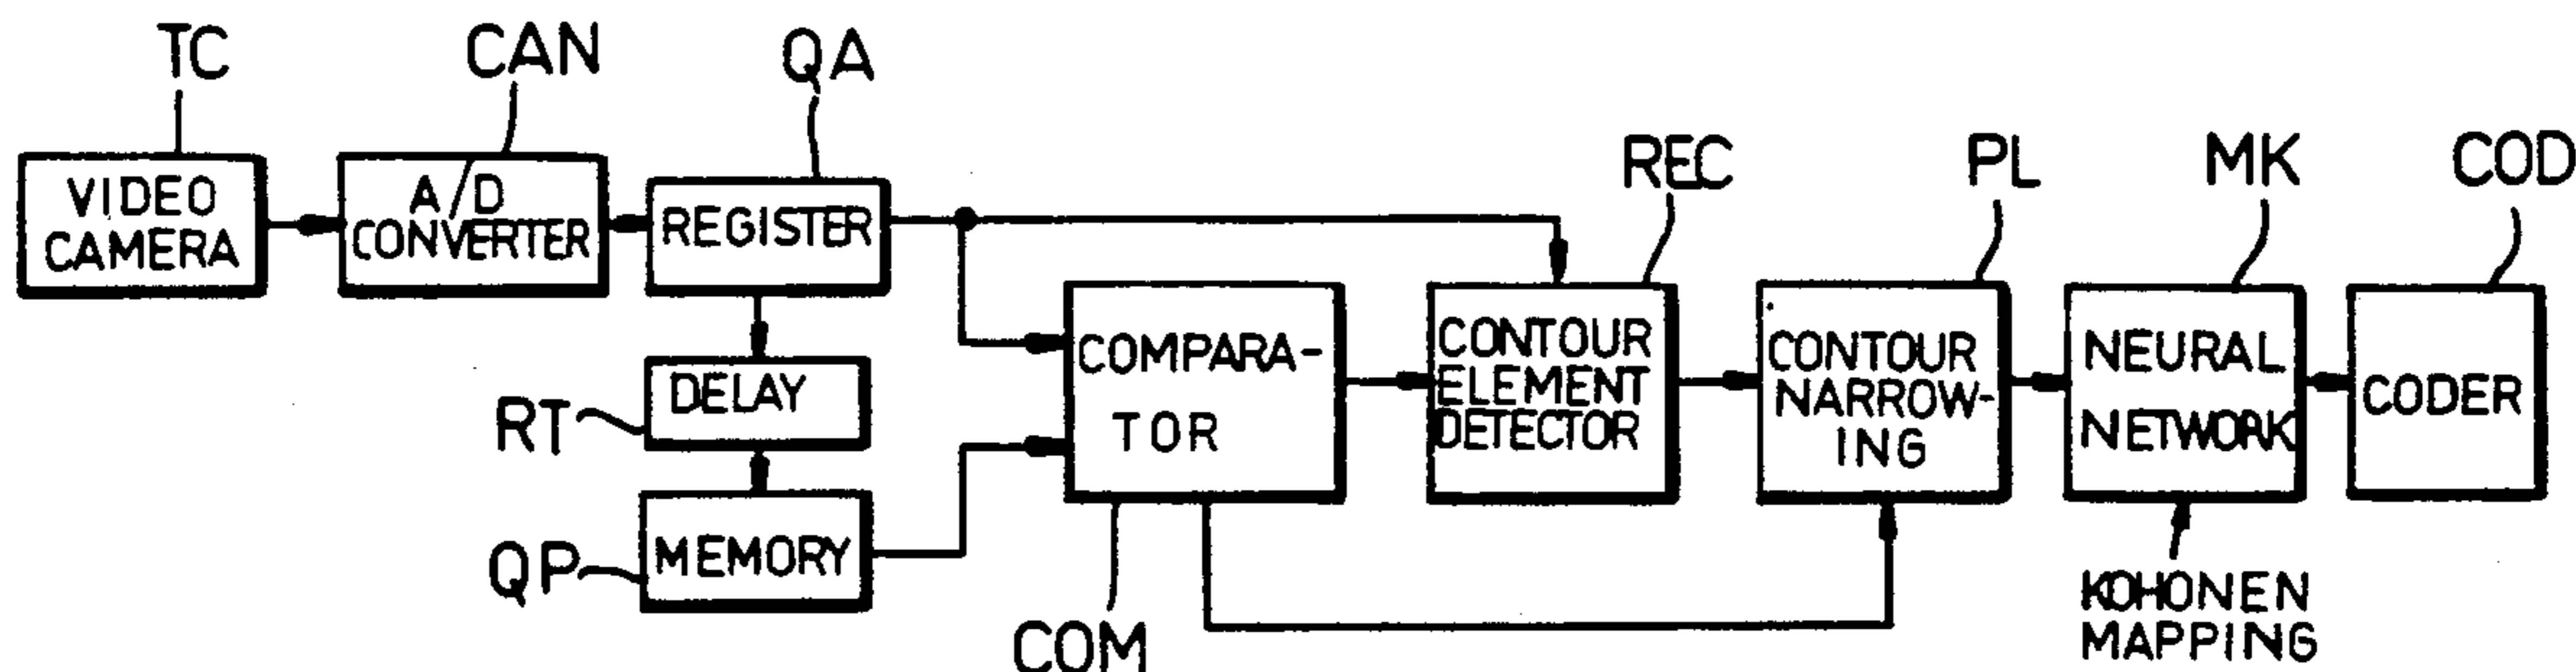 TC
CAN
QA
VIDEO
CAMERA
A/D
CONVERTER
REGISTER
REC
PL
MK
COD
RT
DELAY
QP
MEMORY
COMPARA-
TOR
COM
CONTOUR
ELEMENT
DETECTOR
CONTOUR
NARROW-
ING
NEURAL
NETWORK
CODER
KOHONEN
MAPPING